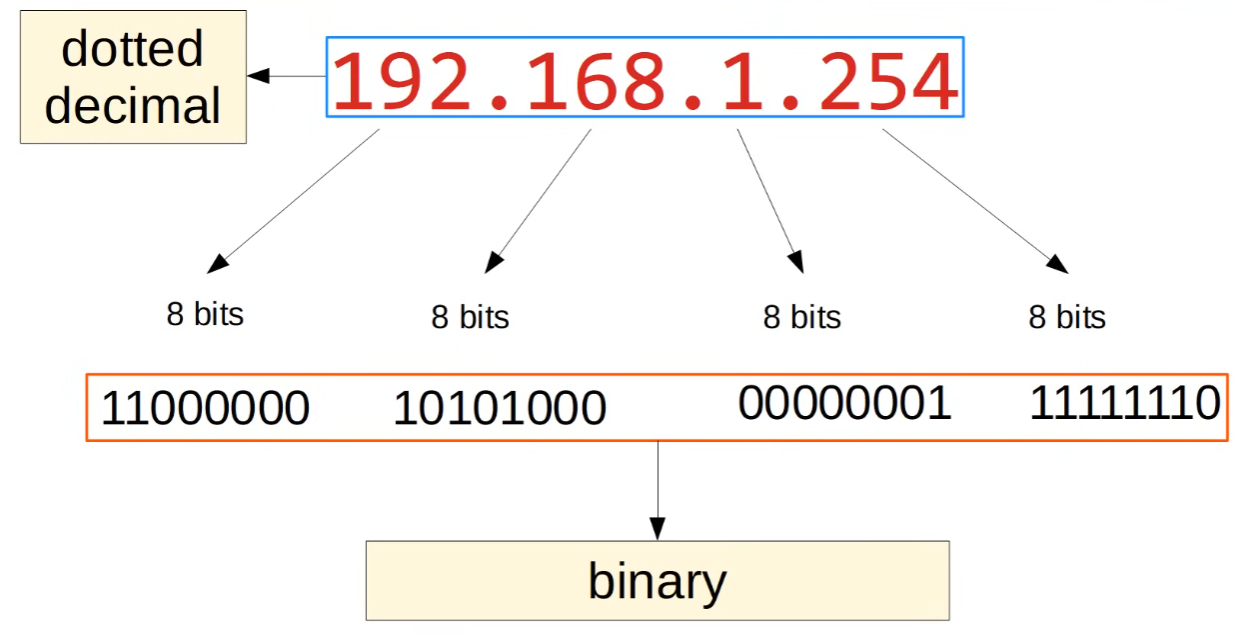 dotted
decimal
192.168.1.254
8 bits
8 bits
8 bits
8 bits
11000000
10101000
00000001
11111110
binary